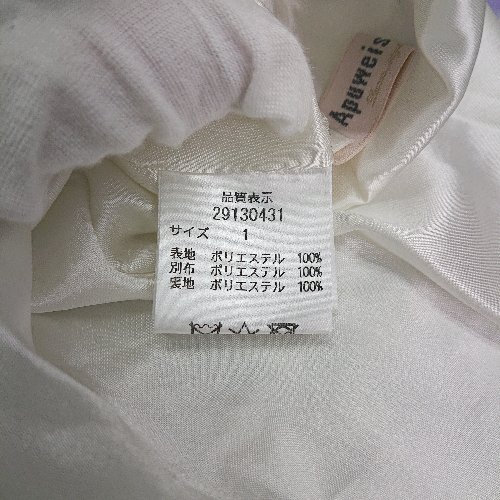 Apuweis
品質表示
29130431
サイズ 1
表地 ポリエステル 100%
別布 ポリエステル 100%
裏地 ポリエステル 100%